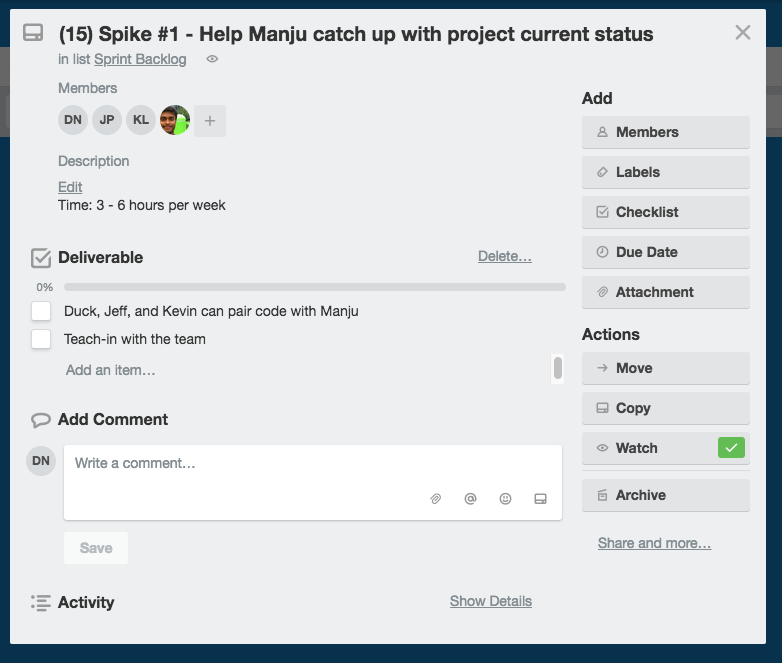 (15) Spike #1 - Help Manju catch up with project current status
in list Sprint Backlog
Members
DN JP KL +
Description
Edit
Time: 3 - 6 hours per week
Deliverable Delete...
0%
Duck, Jeff, and Kevin can pair code with Manju
Teach-in with the team
Add an item...
Add Comment
DN
Write a comment...
@
Save
Activity Show Details
Add
Members
Labels
Checklist
Due Date
Attachment
Actions
Move
Copy
Watch
Archive
Share and more...